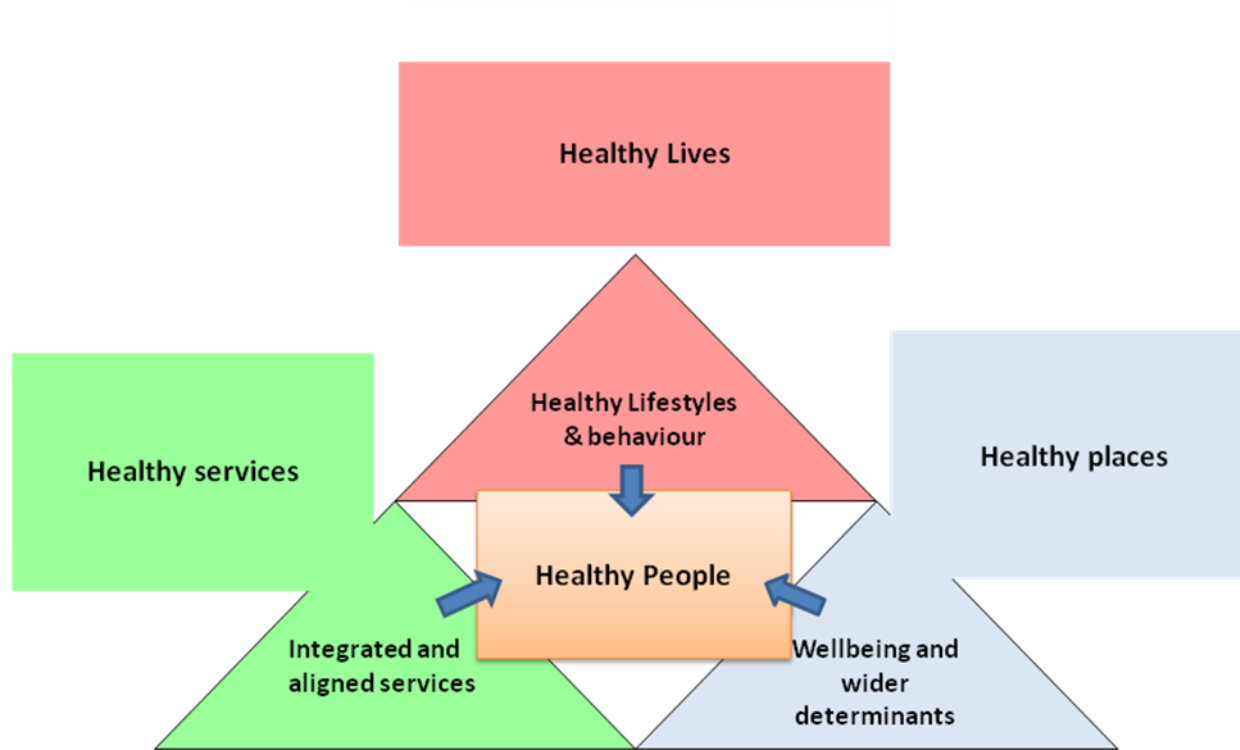 Healthy Lives
Healthy Lifestyles
& behaviour
Healthy services
Healthy places
Healthy People
Integrated and
aligned services
Wellbeing and
wider
determinants